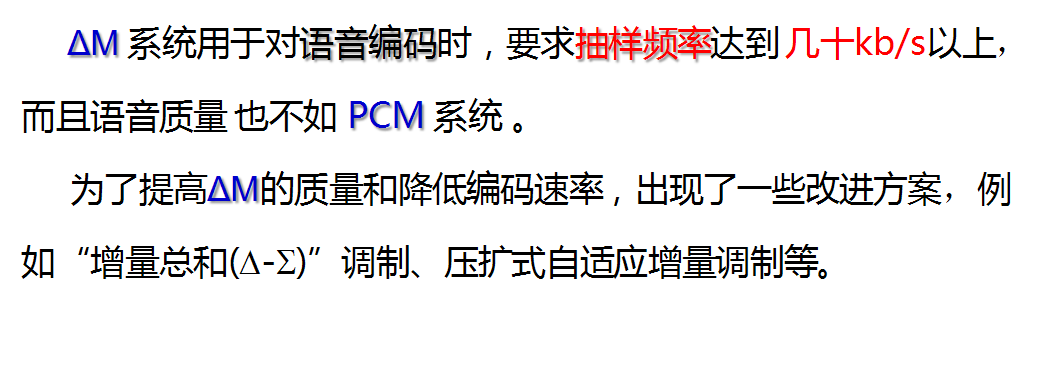 ΔM 系统用于对语音编码时，要求抽样频率达到 几十kb/s以上，
而且语音质量 也不如 PCM 系统 。
为了提高ΔM的质量和降低编码速率，出现了一些改进方案，例
如“增量总和(Δ-Σ)”调制、压扩式自适应增量调制等。